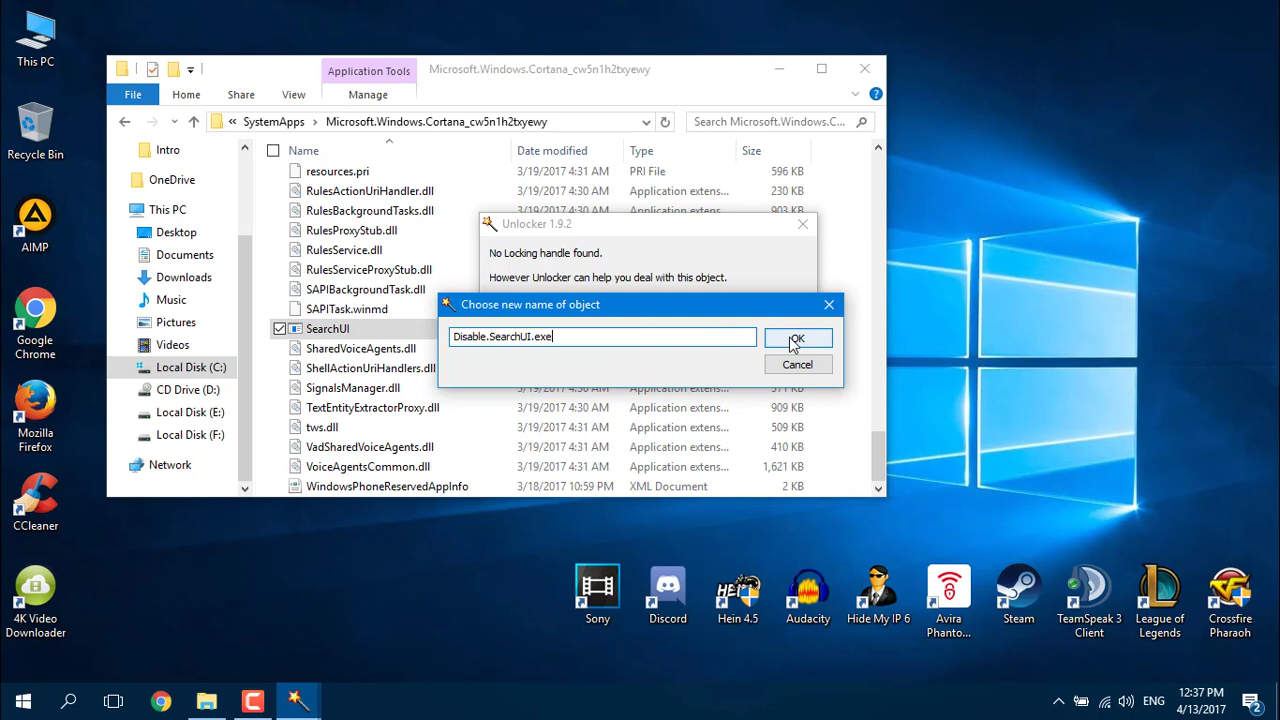 This PC
Recycle Bin
AIMP
Google
Chrome
Mozilla
Firefox
CCleaner
4K Video
Downloader
Application Tools
Microsoft.Windows.Cortana_cw5n1h2txyewy
File
Home
Share
View
Manage
« SystemApps > Microsoft.Windows.Cortana_cw5n1h2txyewy
Search Microsoft.Windows.C...
Intro
OneDrive
This PC
Desktop
Documents
Downloads
Music
Pictures
Videos
Local Disk (C:)
CD Drive (D:)
Local Disk (E:)
Local Disk (F:)
Network
Name Date modified Type Size
resources.pri 3/19/2017 4:31 AM PRI File 596 KB
RulesActionUriHandler.dll 3/19/2017 4:31 AM Application extens... 230 KB
RulesBackgroundTasks.dll 3/19/2017 4:30 AM Application extens... 903 KB
RulesProxyStub.dll
RulesService.dll
RulesServiceProxyStub.dll
SAPIBackgroundTask.dll
SAPITask.winmd
SearchUI
SharedVoiceAgents.dll
ShellActionUriHandlers.dll
SignalsManager.dll 3/19/2017 4:30 AM Application extens... 371 KB
TextEntityExtractorProxy.dll 3/19/2017 4:30 AM Application extens... 909 KB
tws.dll 3/19/2017 4:31 AM Application extens... 509 KB
VadSharedVoiceAgents.dll 3/19/2017 4:31 AM Application extens... 410 KB
VoiceAgentsCommon.dll 3/19/2017 4:31 AM Application extens... 1,621 KB
WindowsPhoneReservedAppInfo 3/18/2017 10:59 PM XML Document 2 KB
Unlocker 1.9.2
No Locking handle found.
However Unlocker can help you deal with this object.
Choose new name of object
Disable.SearchUI.exe
OK
Cancel
Sony
Discord
Hein 4.5
Audacity
Hide My IP 6
Avira
Phanto...
Steam
TeamSpeak 3
Client
League of
Legends
Crossfire
Pharaoh
ENG
12:37 PM
4/13/2017
2